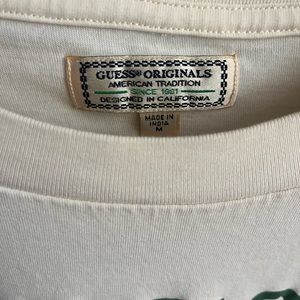 GUESS® ORIGINALS
AMERICAN TRADITION
SINCE 1981
DESIGNED IN CALIFORNIA
MADE IN
INDIA
M